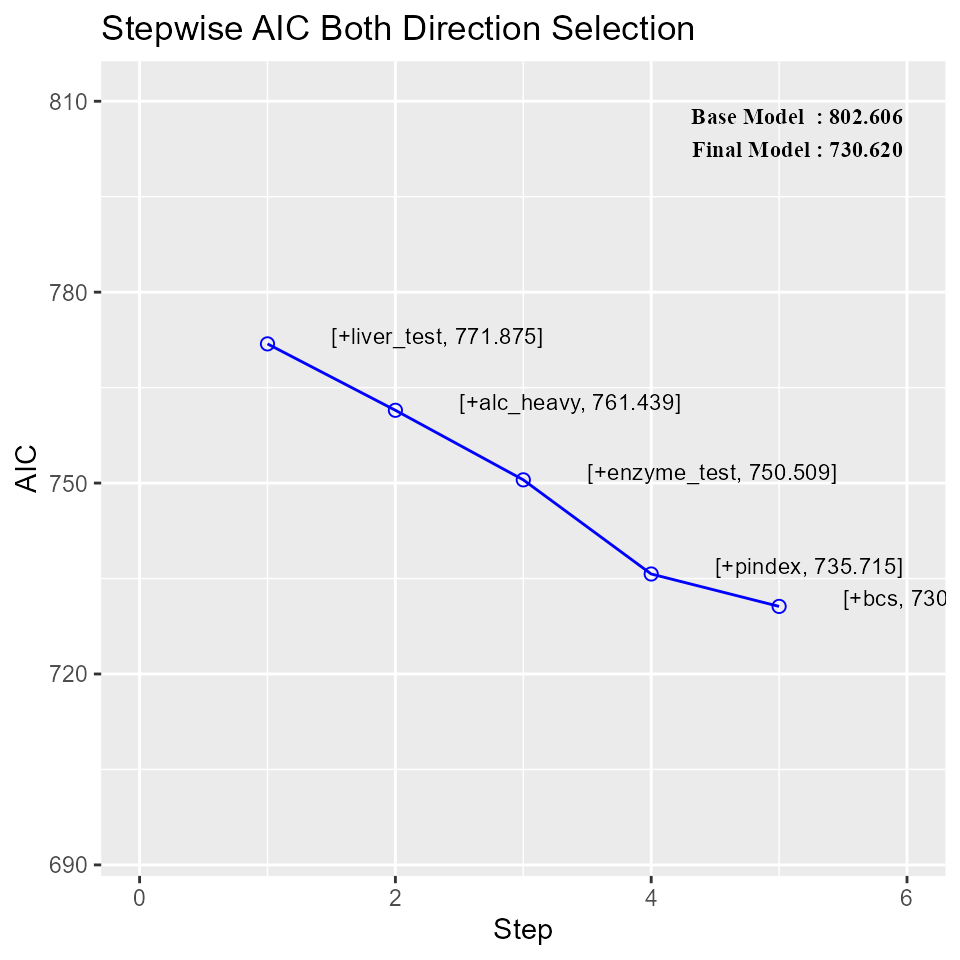 Stepwise AIC Both Direction Selection
810
Base Model : 802.606
Final Model : 730.620
780
[+liver_test, 771.875]
[+alc_heavy, 761.439]
AIC
750
[+enzyme_test, 750.509]
[+pindex, 735.715]
[+bcs, 730
720
690
0 2 4 6
Step